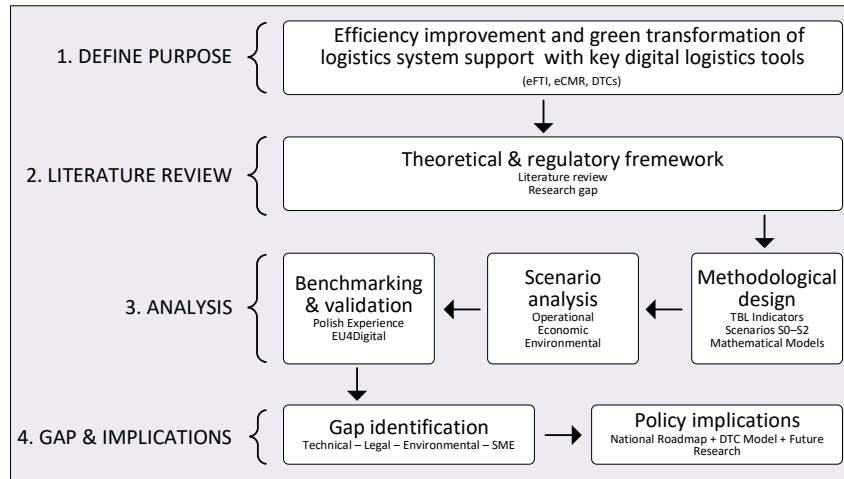 1. DEFINE PURPOSE
Efficiency improvement and green transformation of
logistics system support with key digital logistics tools
(eFTI, eCMR, DTCs)
2. LITERATURE REVIEW
Theoretical & regulatory fremework
Literature review
Research gap
3. ANALYSIS
Benchmarking
& validation
Polish Experience
EU4Digital
Scenario
analysis
Operational
Economic
Environmental
Methodological
design
TBL Indicators
Scenarios S0–S2
Mathematical Models
4. GAP & IMPLICATIONS
Gap identification
Technical – Legal – Environmental – SME
Policy implications
National Roadmap + DTC Model + Future
Research